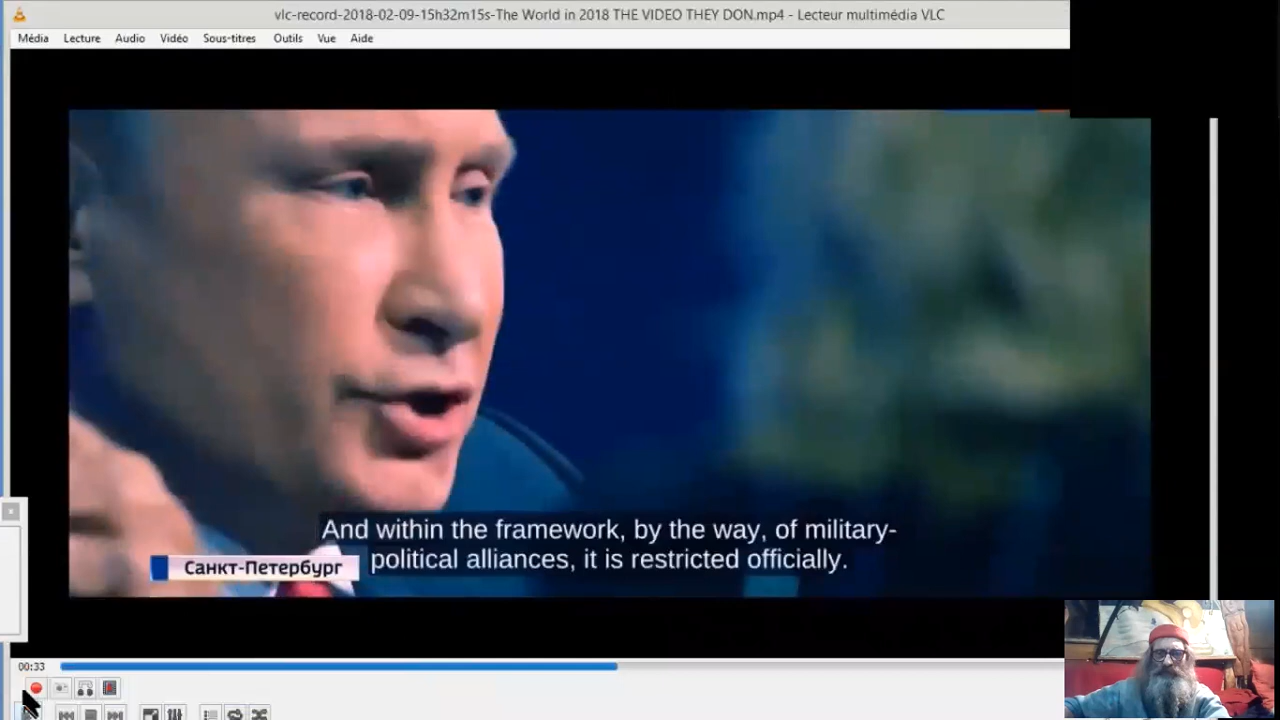 vlc-record-2018-02-09-15h32m15s-The World in 2018 THE VIDEO THEY DON.mp4 - Lecteur multimédia VLC
Média Lecture Audio Vidéo Sous-titres Outils Vue Aide
And within the framework, by the way, of military-
political alliances, it is restricted officially.
Санкт-Петербург
00:33